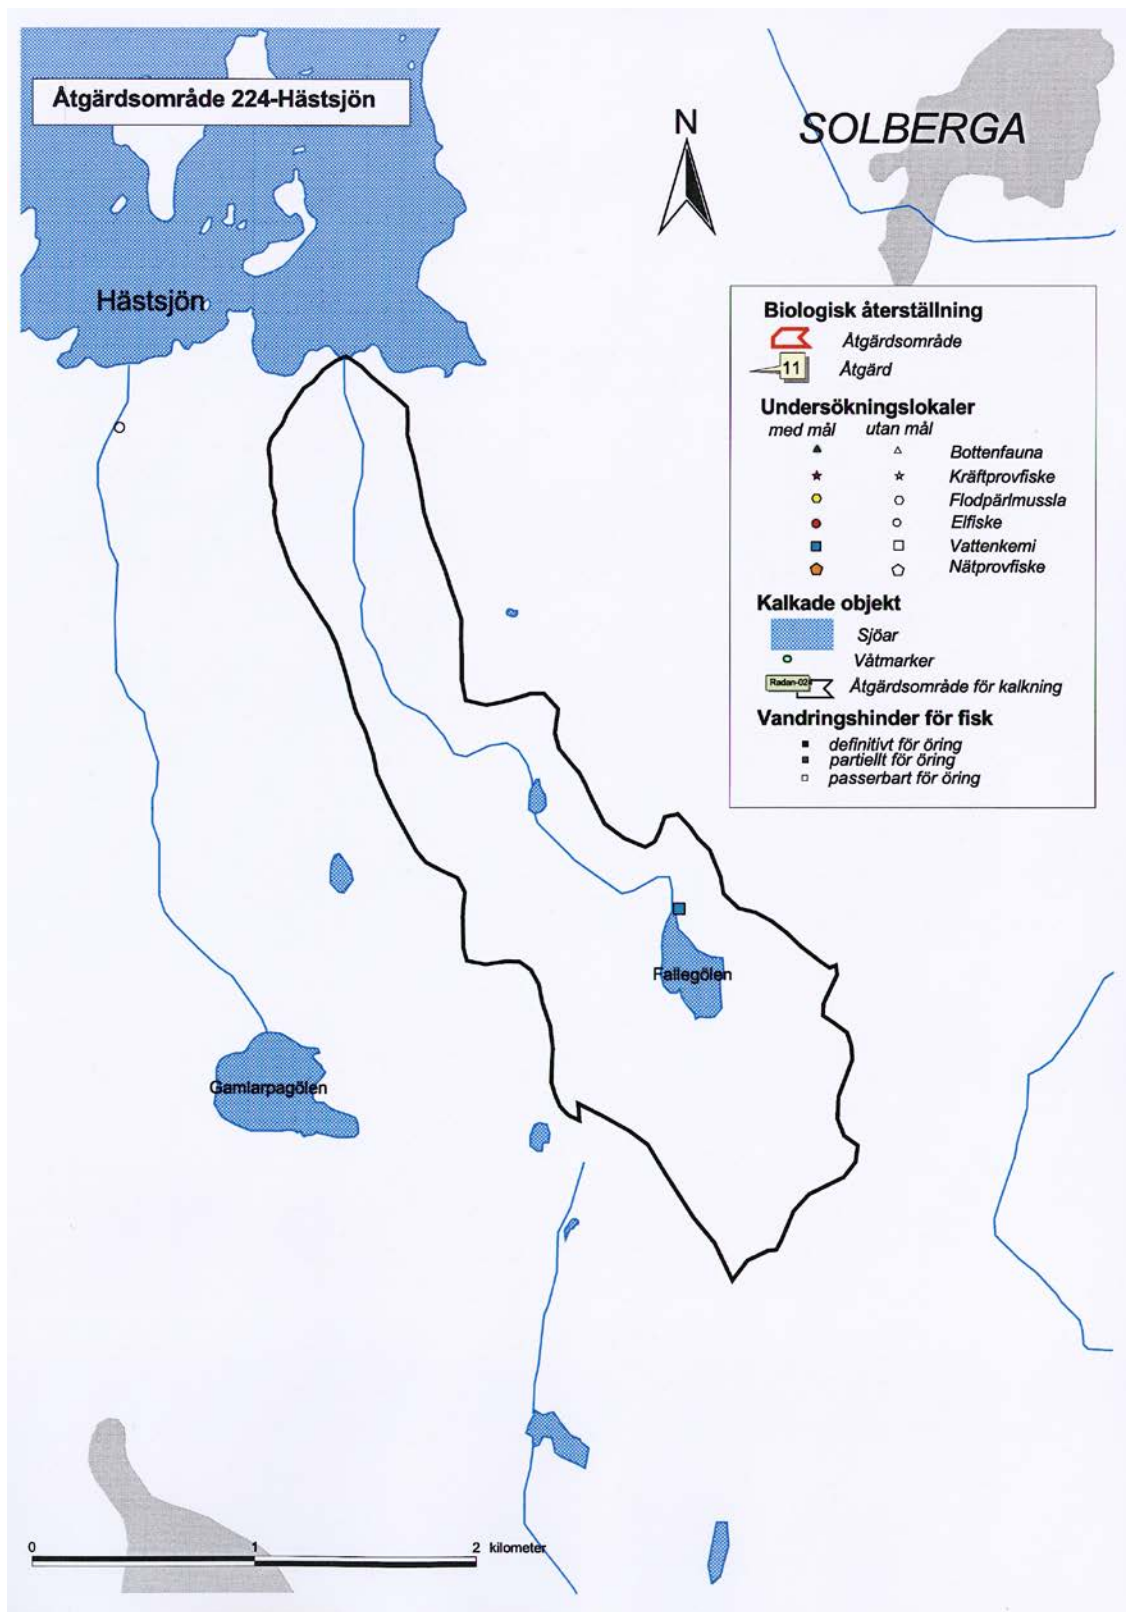 Åtgärdsområde 224-Hästsjön
N
SOLBERGA
Hästsjön
Biologisk återställning
Åtgärdsområde
11 Åtgärd
Undersökningslokaler
med mål utan mål
Bottenfauna
Kräftprovfiske
Flodpärlmussla
Elfiske
Vattenkemi
Nätprovfiske
Kalkade objekt
Sjöar
Våtmarker
Radan-024 Åtgärdsområde för kalkning
Vandringshinder för fisk
definitivt för öring
partiellt för öring
passerbart för öring
Fallegölen
Gamlarpagölen
0 1 2 kilometer